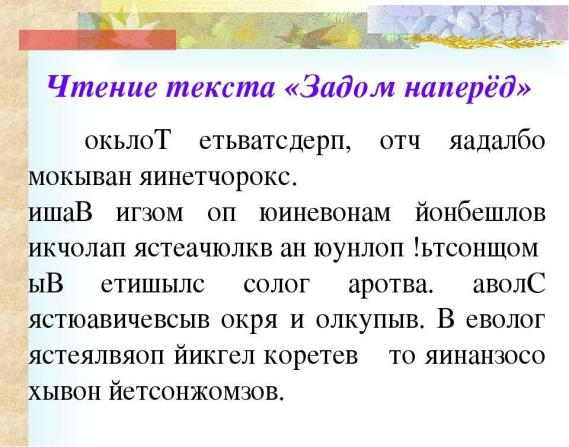 Чтение текста «Задом наперёд»
окьлоТ етьватсдерп, отч яадалбо
мокыван яинетчорокс.
ишаВ игзом оп юиневонам йонбешлов
икчолап ястеачюлкв ан юунлоп !ьтсонщом
ыВ етишылс солог аротва. аволС
ястюавичевсыв окря и олкупыв. В еволог
ястеялвяоп йикгел коретев то яинанзосо
хывон йетсонжомзов.